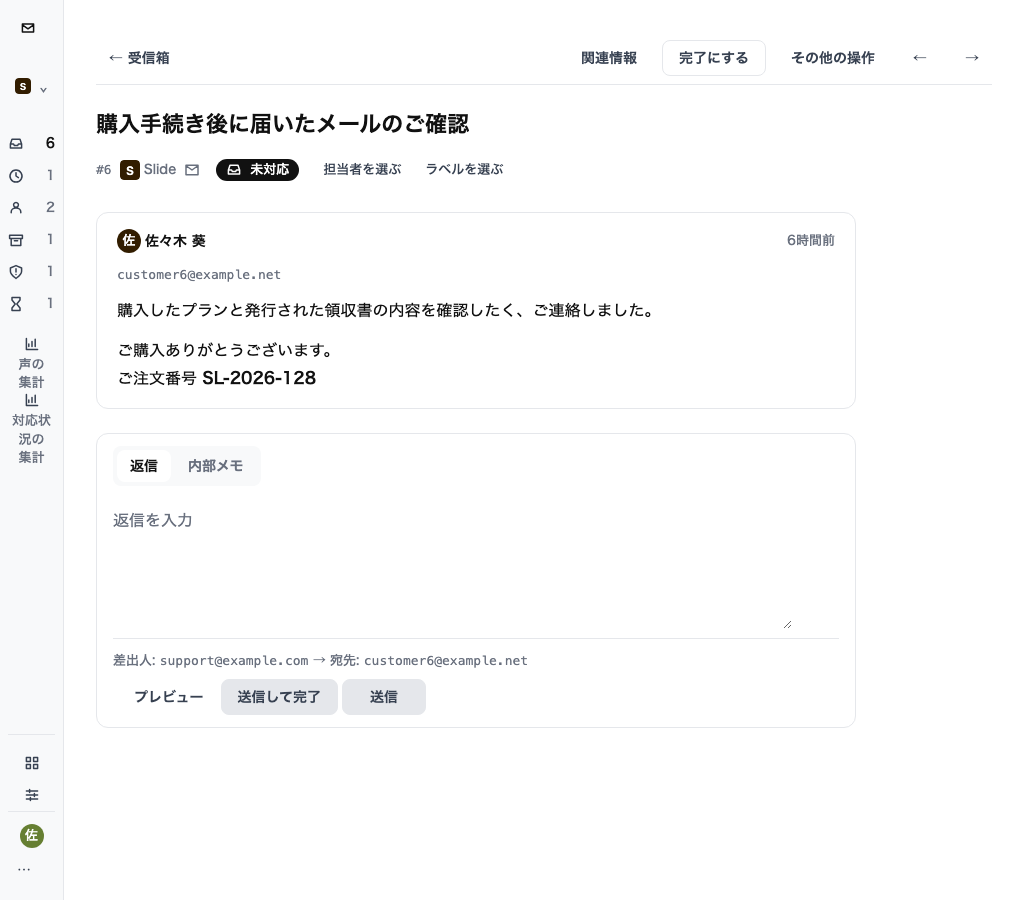 S
6
1
2
1
1
1
声の
集計
対応状
況の
集計
佐
…
← 受信箱
関連情報
完了にする
その他の操作
←
→
購入手続き後に届いたメールのご確認
#6 S Slide 未対応 担当者を選ぶ ラベルを選ぶ
佐 佐々木 葵 6時間前
customer6@example.net
購入したプランと発行された領収書の内容を確認したく、ご連絡しました。
ご購入ありがとうございます。
ご注文番号 SL-2026-128
返信 内部メモ
返信を入力
差出人: support@example.com → 宛先: customer6@example.net
プレビュー 送信して完了 送信